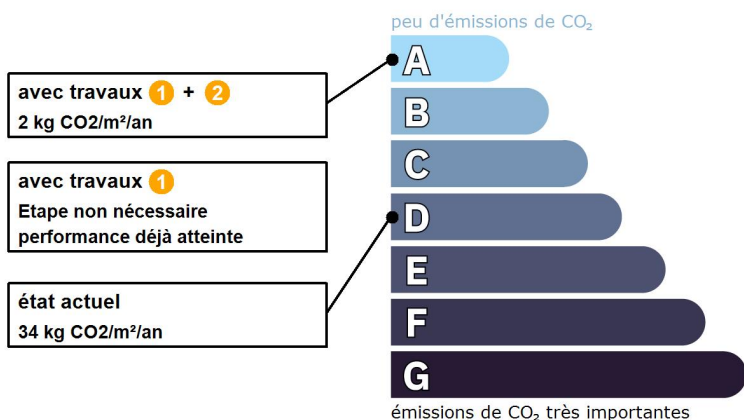 peu d'émissions de CO₂
avec travaux 1 + 2
2 kg CO2/m²/an
avec travaux 1
Etape non nécessaire
performance déjà atteinte
état actuel
34 kg CO2/m²/an
A
B
C
D
E
F
G
émissions de CO₂ très importantes